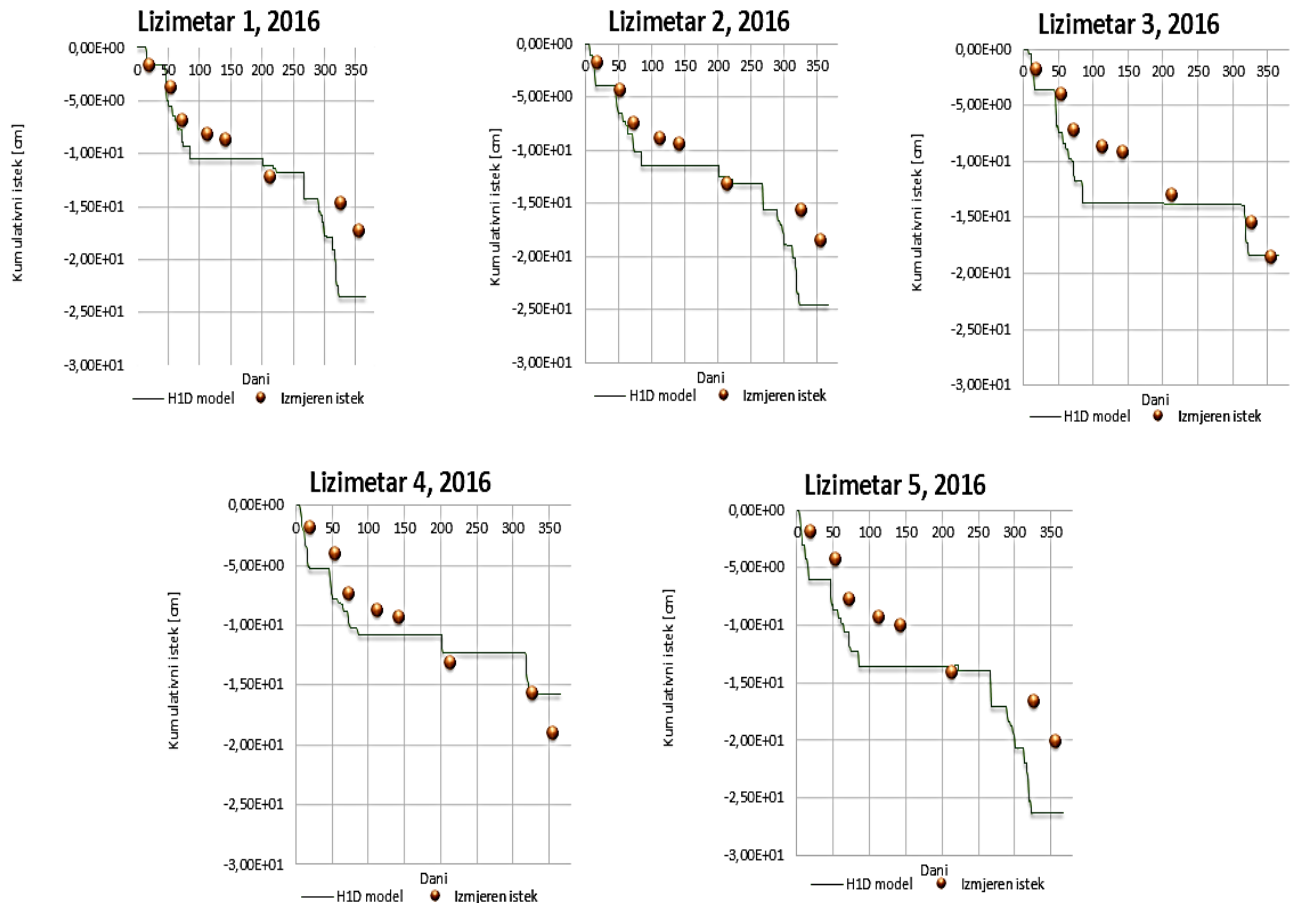 Lizimetar 1, 2016
0,00E+00
0 50 100 150 200 250 300 350
-5,00E+00
-1,00E+01
-1,50E+01
-2,00E+01
-2,50E+01
-3,00E+01
Kumulativni istek [cm]
Dani
H1D model Izmjeren istek
Lizimetar 2, 2016
0,00E+00
0 50 100 150 200 250 300 350
-5,00E+00
-1,00E+01
-1,50E+01
-2,00E+01
-2,50E+01
-3,00E+01
Kumulativni istek [cm]
Dani
H1D model Izmjeren istek
Lizimetar 3, 2016
0,00E+00
0 50 100 150 200 250 300 350
-5,00E+00
-1,00E+01
-1,50E+01
-2,00E+01
-2,50E+01
-3,00E+01
Kumulativni istek [cm]
Dani
H1D model Izmjeren istek
Lizimetar 4, 2016
0,00E+00
0 50 100 150 200 250 300 350
-5,00E+00
-1,00E+01
-1,50E+01
-2,00E+01
-2,50E+01
-3,00E+01
Kumulativni istek [cm]
Dani
H1D model Izmjeren istek
Lizimetar 5, 2016
0,00E+00
0 50 100 150 200 250 300 350
-5,00E+00
-1,00E+01
-1,50E+01
-2,00E+01
-2,50E+01
-3,00E+01
Kumulativni istek [cm]
Dani
H1D model Izmjeren istek